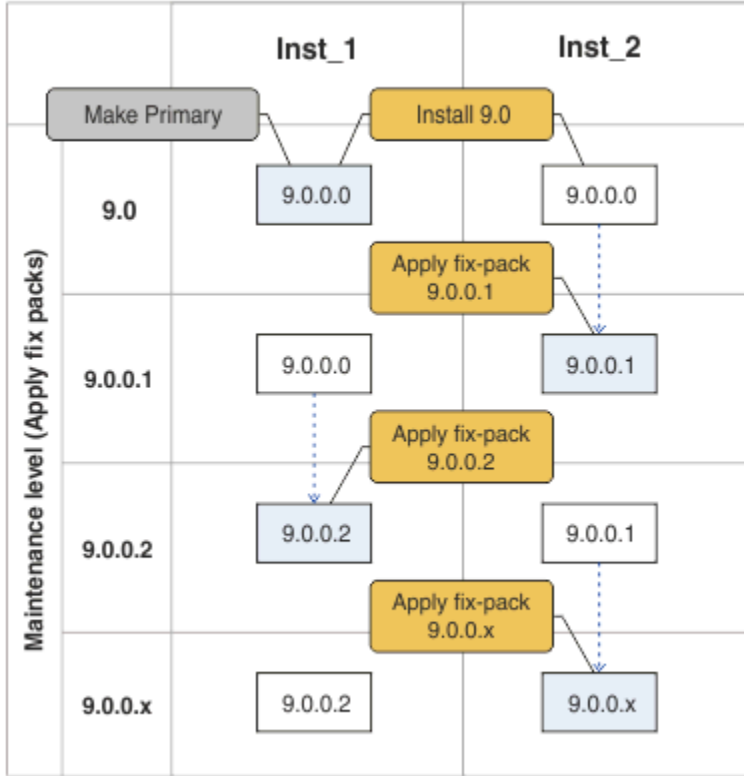 Inst_1
Inst_2
Make Primary
Install 9.0
9.0
9.0.0.0
9.0.0.0
Apply fix-pack
9.0.0.1
9.0.0.1
9.0.0.0
9.0.0.1
Apply fix-pack
9.0.0.2
9.0.0.2
9.0.0.2
9.0.0.1
Apply fix-pack
9.0.0.x
9.0.0.x
9.0.0.2
9.0.0.x
Maintenance level (Apply fix packs)